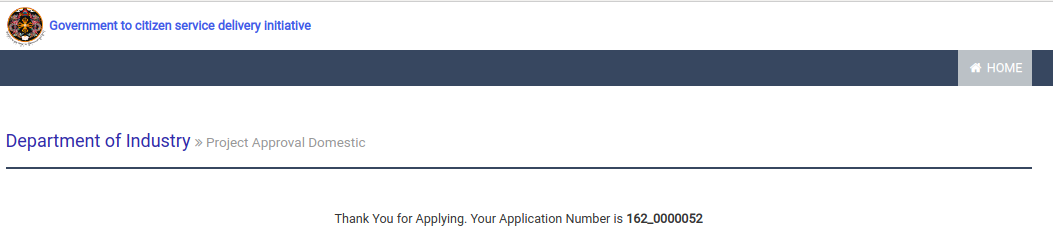 Government to citizen service delivery initiative
HOME
Department of Industry » Project Approval Domestic
Thank You for Applying. Your Application Number is 162_0000052